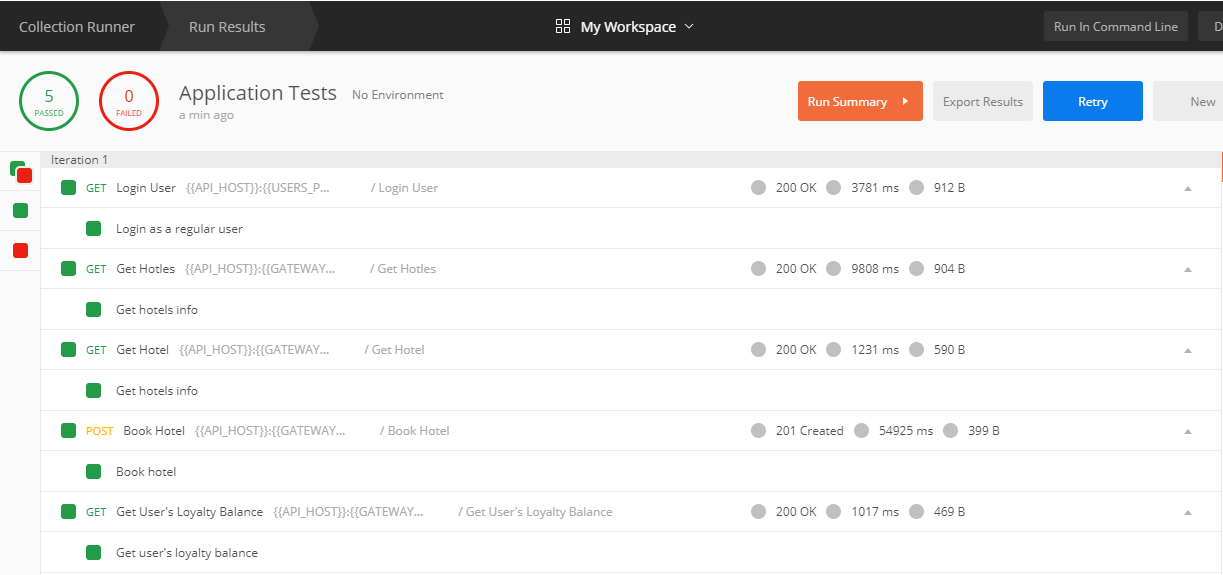 Collection Runner Run Results My Workspace Run In Command Line D
5 PASSED 0 FAILED Application Tests No Environment Run Summary Export Results Retry New
a min ago
Iteration 1
GET Login User {{API_HOST}}:{{USERS_P... / Login User 200 OK 3781 ms 912 B
Login as a regular user
GET Get Hotles {{API_HOST}}:{{GATEWAY... / Get Hotles 200 OK 9808 ms 904 B
Get hotels info
GET Get Hotel {{API_HOST}}:{{GATEWAY... / Get Hotel 200 OK 1231 ms 590 B
Get hotels info
POST Book Hotel {{API_HOST}}:{{GATEWAY... / Book Hotel 201 Created 54925 ms 399 B
Book hotel
GET Get User's Loyalty Balance {{API_HOST}}:{{GATEWAY... / Get User's Loyalty Balance 200 OK 1017 ms 469 B
Get user's loyalty balance